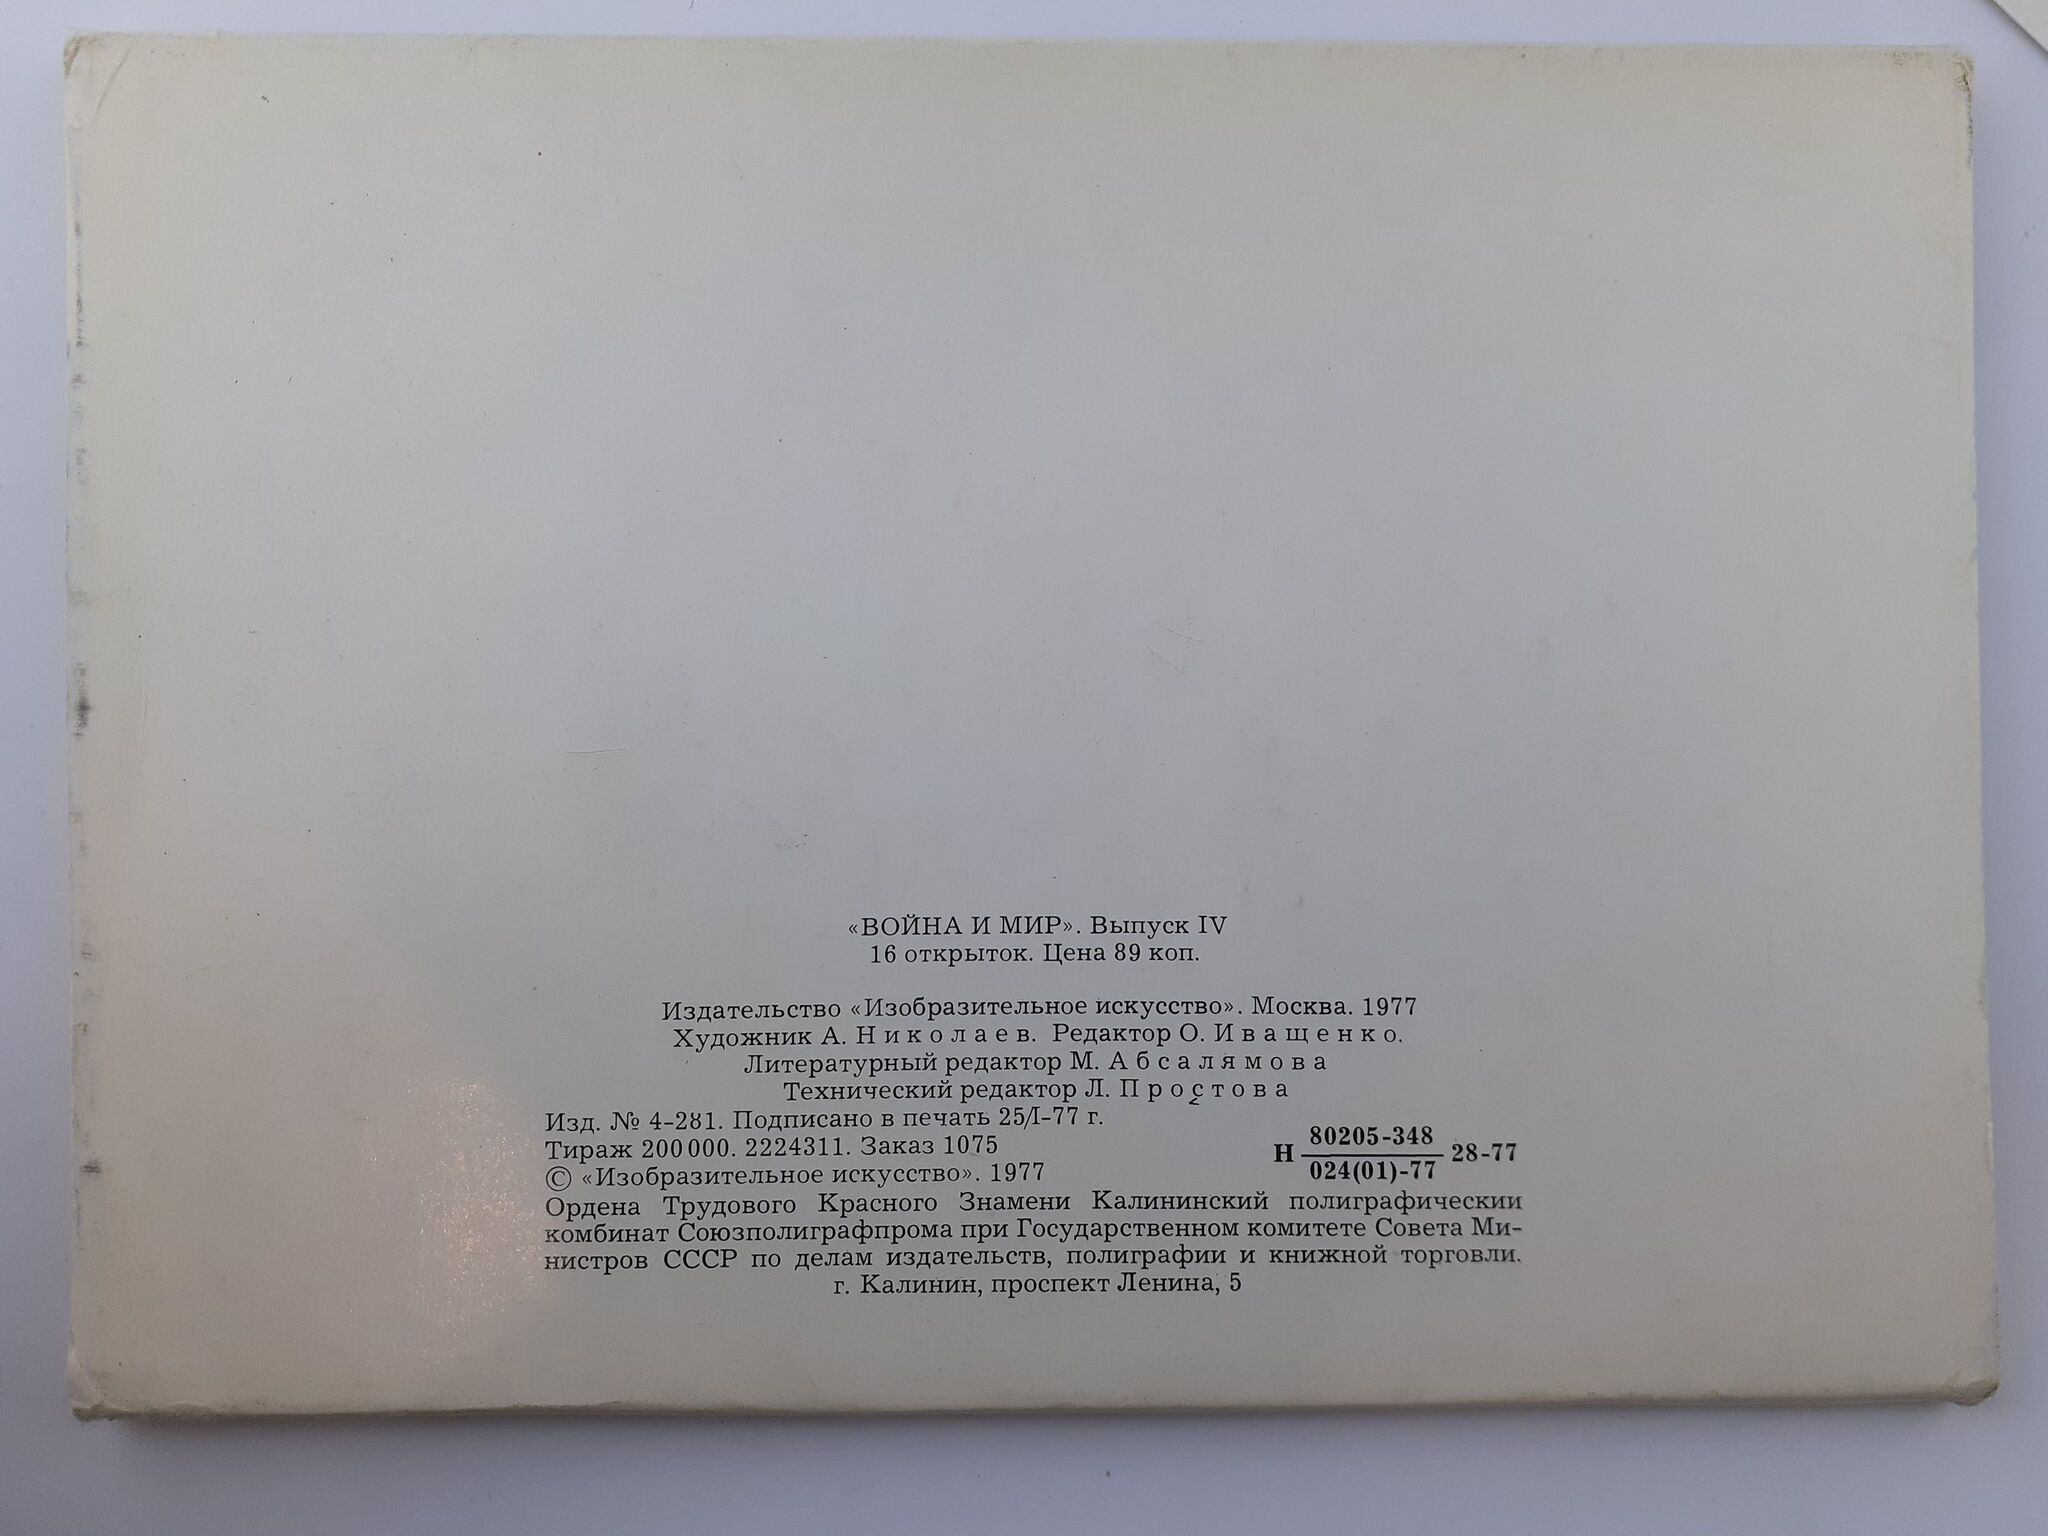 «ВОЙНА И МИР». Выпуск IV
16 открыток. Цена 89 коп.
Издательство «Изобразительное искусство». Москва. 1977
Художник А. Николаев. Редактор О. Иващенко.
Литературный редактор М. Абсалямова
Технический редактор Л. Простова
Изд. № 4-281. Подписано в печать 25/I-77 г.
Тираж 200 000. 2224311. Заказ 1075
© «Изобразительное искусство». 1977
Н 80205-348 28-77
024(01)-77
Ордена Трудового Красного Знамени Калининский полиграфический
комбинат Союзполиграфпрома при Государственном комитете Совета Ми-
нистров СССР по делам издательств, полиграфии и книжной торговли.
г. Калинин, проспект Ленина, 5